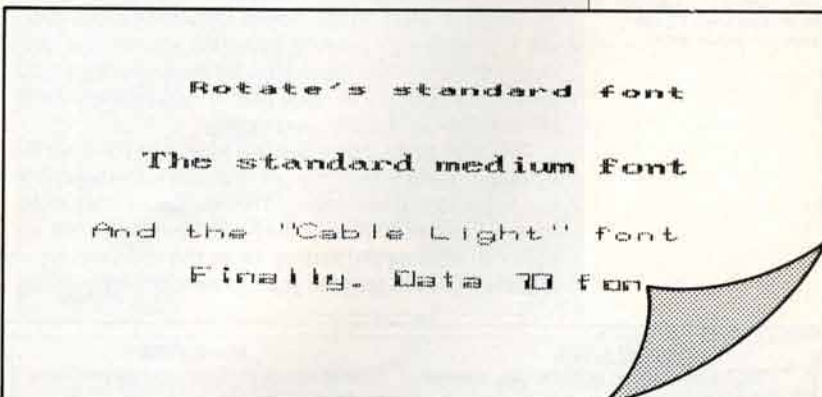 Rotate's standard font
The standard medium font
And the "Cable Light" font
Finally. Data 70 fon